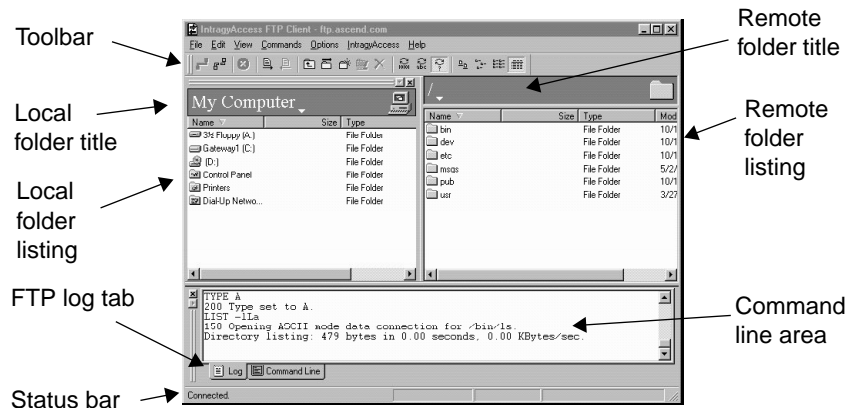 Toolbar
Local
folder title
Local
folder
listing
FTP log tab
Status bar
IntragyAccess FTP Client - ftp.ascend.com
File Edit View Commands Options IntragyAccess Help
My Computer
Name Size Type
3½ Floppy (A:) File Folder
Gateway1 (C:) File Folder
(D:) File Folder
Control Panel File Folder
Printers File Folder
Dial-Up Netwo... File Folder
/
Name Size Type Mod
bin File Folder 10/1
dev File Folder 10/1
etc File Folder 10/1
msgs File Folder 5/2/
pub File Folder 10/1
usr File Folder 3/27
TYPE A
200 Type set to A.
LIST -lLa
150 Opening ASCII mode data connection for /bin/ls.
Directory listing: 479 bytes in 0.00 seconds, 0.00 KBytes/sec.
Log Command Line
Connected.
Remote
folder title
Remote
folder
listing
Command
line area